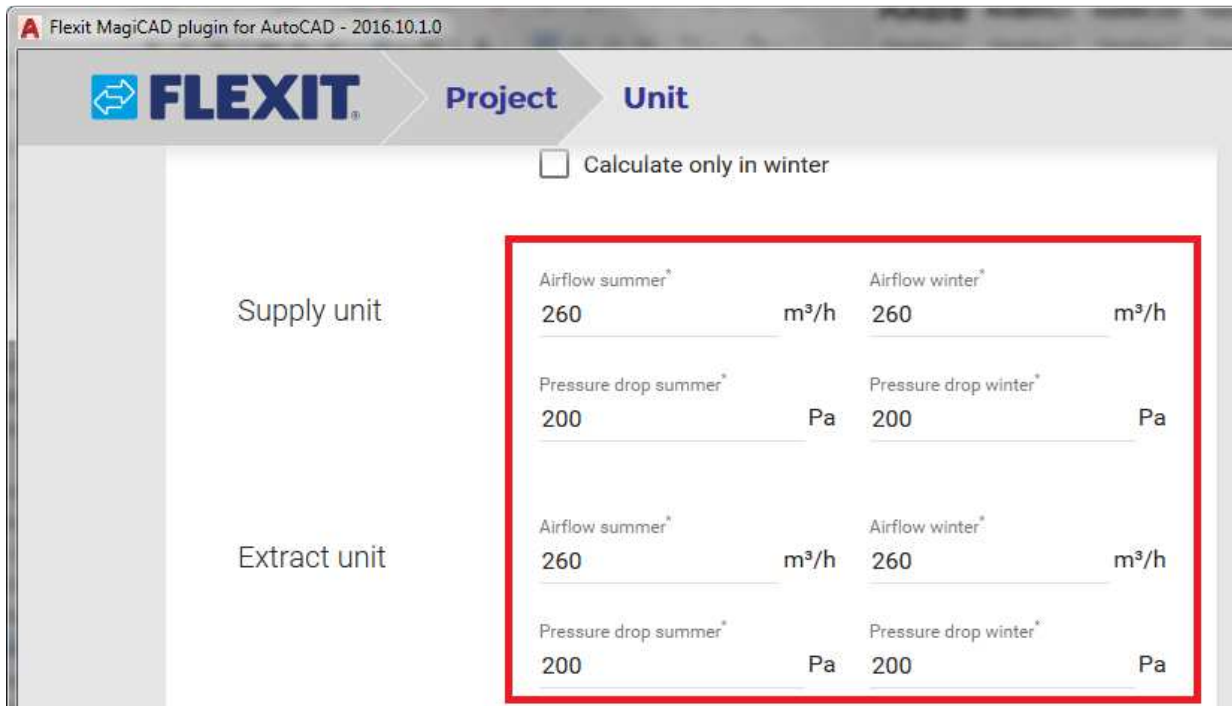 Flexit MagiCAD plugin for AutoCAD - 2016.10.1.0
FLEXIT® Project Unit
Calculate only in winter
Supply unit
Airflow summer* Airflow winter*
260 m³/h 260 m³/h
Pressure drop summer* Pressure drop winter*
200 Pa 200 Pa
Extract unit
Airflow summer* Airflow winter*
260 m³/h 260 m³/h
Pressure drop summer* Pressure drop winter*
200 Pa 200 Pa